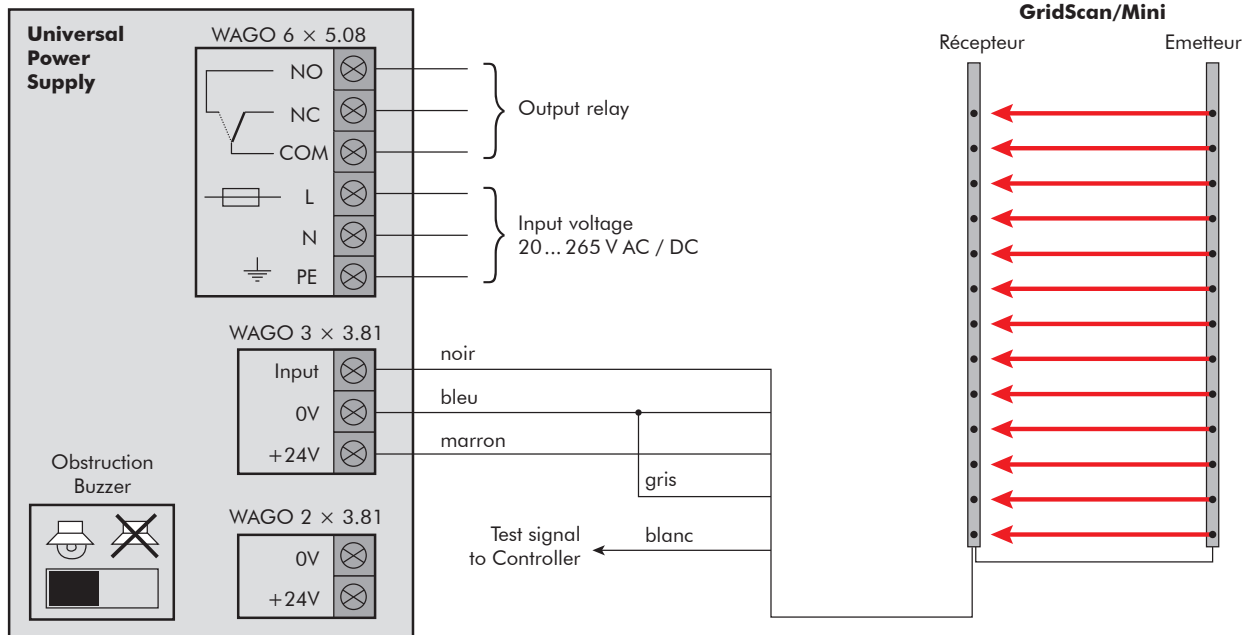 Universal
Power
Supply
WAGO 6 × 5.08
NO
NC
COM
L
N
PE
Output relay
Input voltage
20 ... 265 V AC / DC
WAGO 3 × 3.81
Input
0V
+24V
noir
bleu
marron
gris
blanc
Test signal
to Controller
Obstruction
Buzzer
WAGO 2 × 3.81
0V
+24V
GridScan/Mini
Récepteur
Emetteur